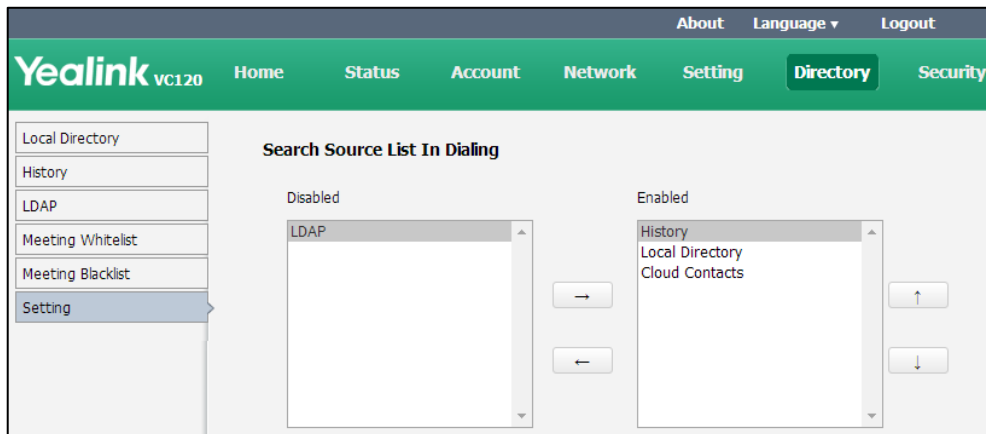 About Language ▾ Logout
Yealink VC120 Home Status Account Network Setting Directory Security
Local Directory
History
LDAP
Meeting Whitelist
Meeting Blacklist
Setting
Search Source List In Dialing
Disabled
LDAP
→
←
Enabled
History
Local Directory
Cloud Contacts
↑
↓